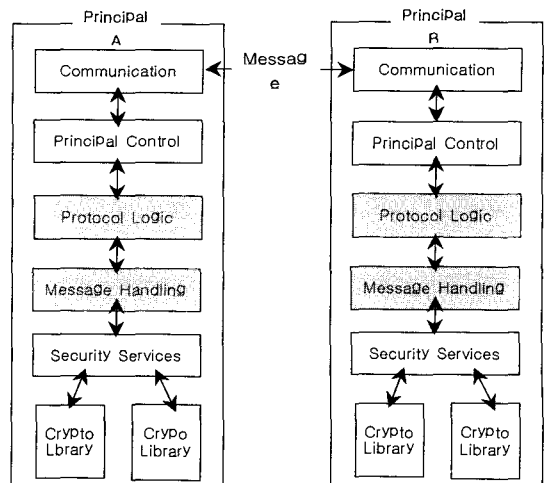 Principal
A
Communication
Principal Control
Protocol Logic
Message Handling
Security Services
Crypto
Library
Crypo
Library
Messag
e
Principal
B
Communication
Principal Control
Protocol Logic
Message Handling
Security Services
Crypto
Library
Crypto
Library